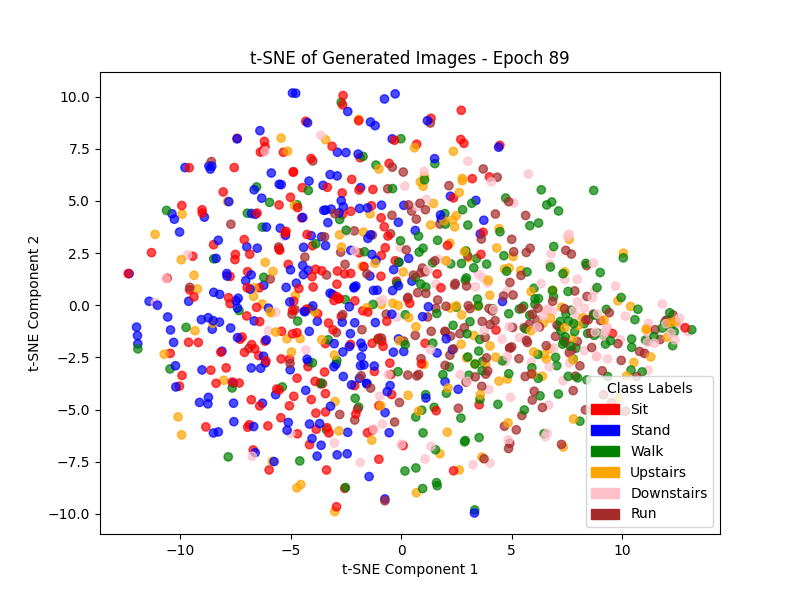 t-SNE of Generated Images - Epoch 89
t-SNE Component 2
10.0
7.5
5.0
2.5
0.0
−2.5
−5.0
−7.5
−10.0
Class Labels
Sit
Stand
Walk
Upstairs
Downstairs
Run
−10
−5
0
5
10
t-SNE Component 1